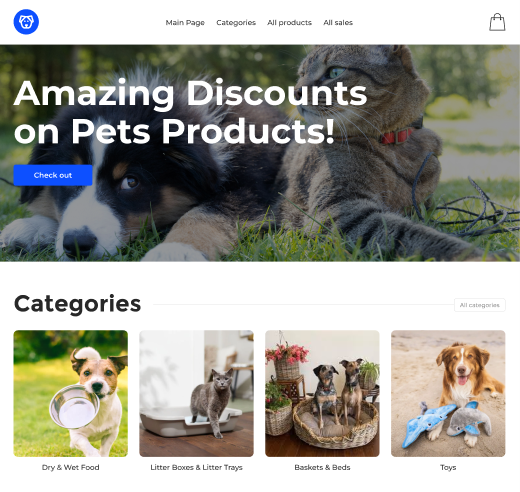 Main Page Categories All products All sales
Amazing Discounts
on Pets Products!
Check out
Categories
All categories
Dry & Wet Food
Litter Boxes & Litter Trays
Baskets & Beds
Toys